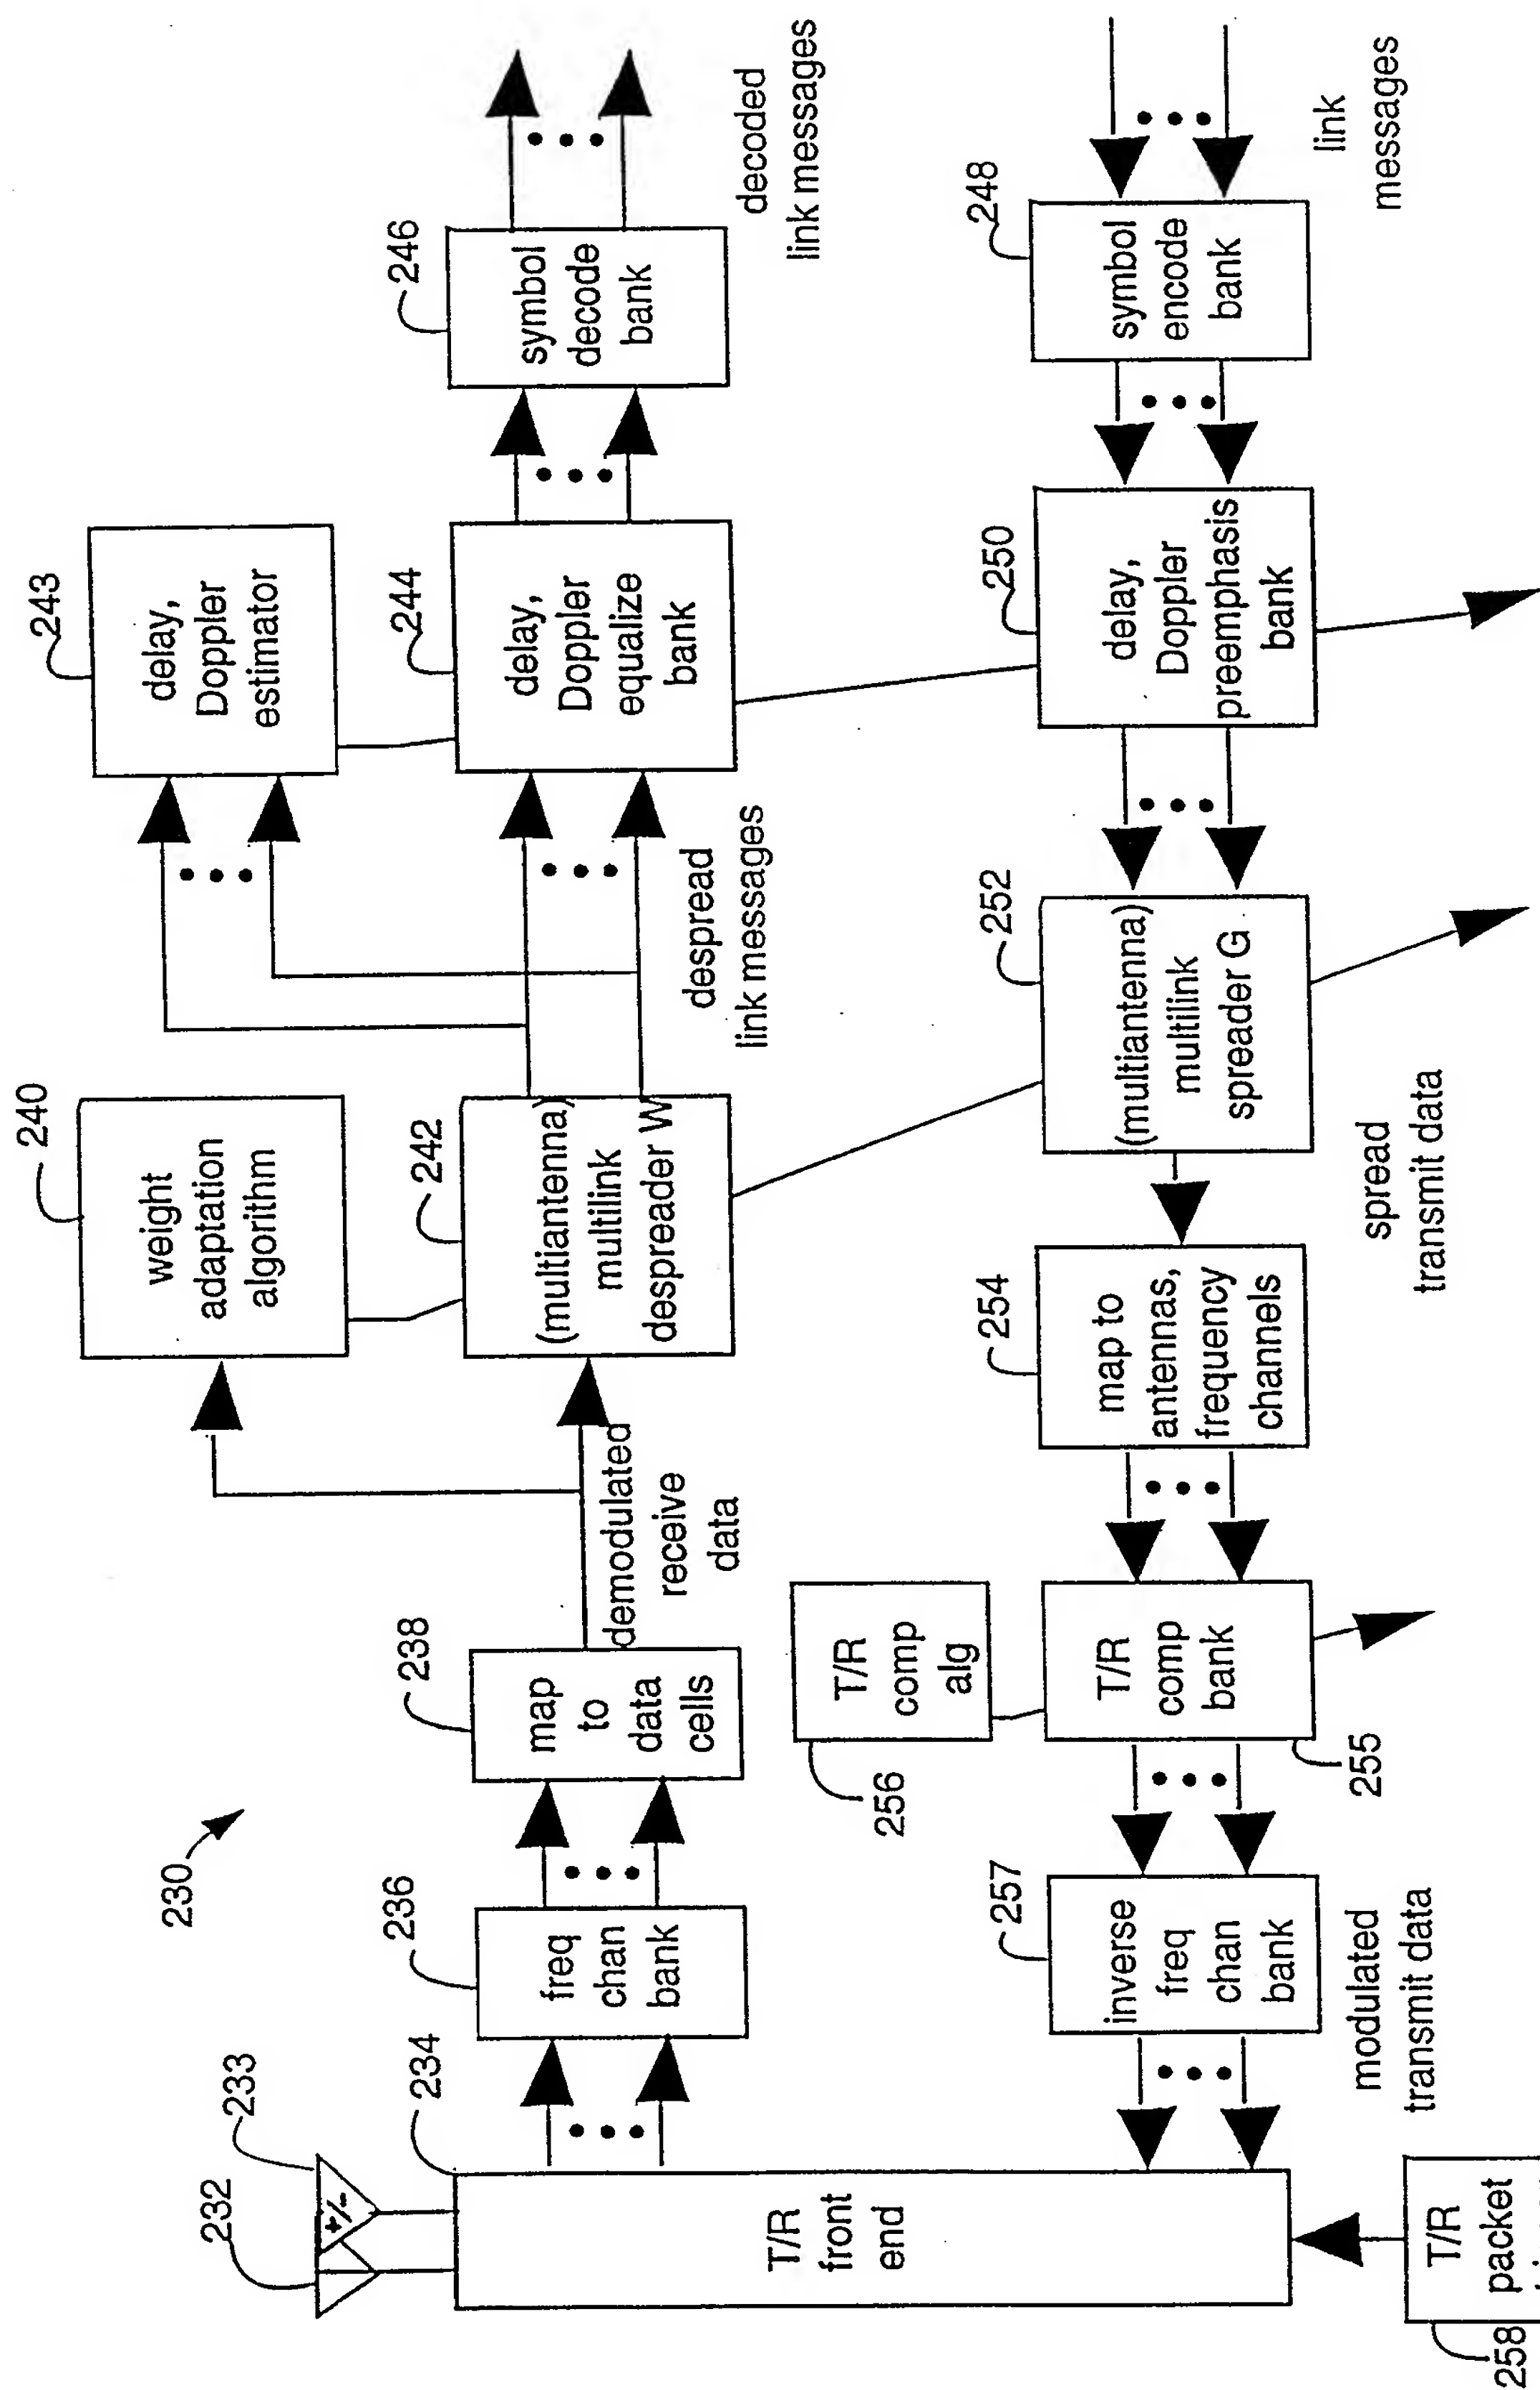 230
232
233
+/-
234
T/R
front
end
236
freq
chan
bank
238
map
to
data
cells
demodulated
receive
data
240
weight
adaptation
algorithm
242
(multiantenna)
multilink
despreader W
despread
link messages
243
delay,
Doppler
estimator
244
delay,
Doppler
equalize
bank
246
symbol
decode
bank
decoded
link messages
258
T/R
packet
257
inverse
freq
chan
bank
modulated
transmit data
256
T/R
comp
alg
T/R
comp
bank
255
254
map to
antennas,
frequency
channels
spread
transmit data
252
(multiantenna)
multilink
spreader G
250
delay,
Doppler
preemphasis
bank
248
symbol
encode
bank
link
messages